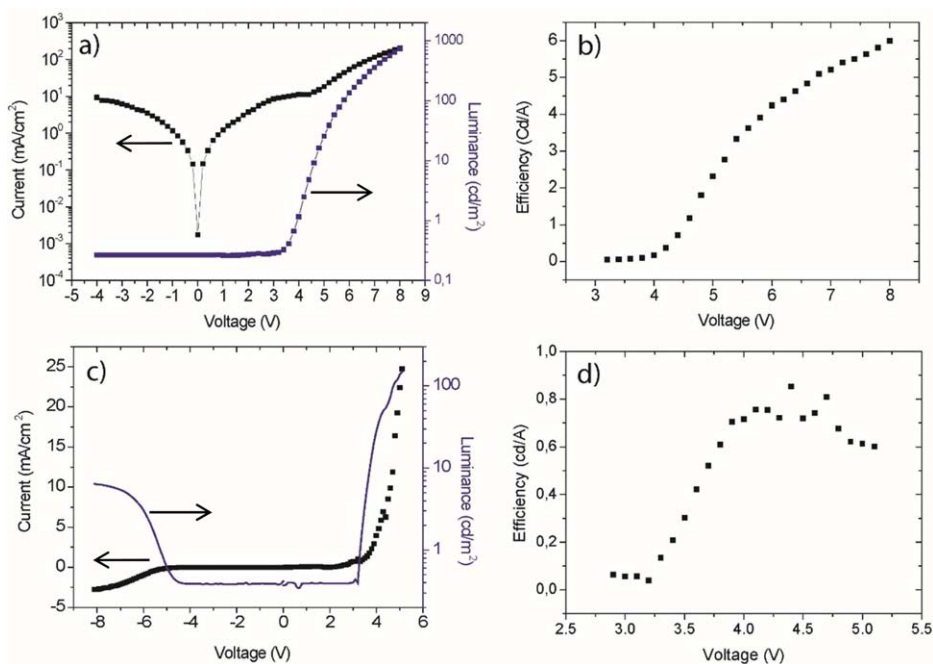 a)
10³
10²
10¹
10⁰
10⁻¹
10⁻²
10⁻³
10⁻⁴
Current (mA/cm²)
-5 -4 -3 -2 -1 0 1 2 3 4 5 6 7 8 9
Voltage (V)
1000
100
10
1
0,1
Luminance (cd/m²)
b)
6
5
4
3
2
1
0
Efficiency (Cd/A)
3 4 5 6 7 8
Voltage (V)
c)
25
20
15
10
5
0
-5
Current (mA/cm²)
-8 -6 -4 -2 0 2 4 6
Voltage (V)
100
10
1
Luminance (cd/m²)
d)
1,0
0,8
0,6
0,4
0,2
0,0
Efficiency (cd/A)
2.5 3.0 3.5 4.0 4.5 5.0 5.5
Voltage (V)